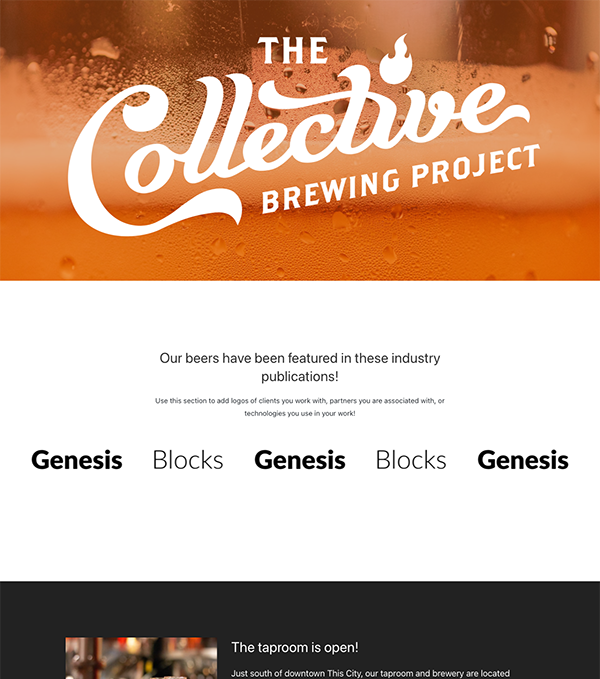 THE
Collective
BREWING PROJECT
Our beers have been featured in these industry
publications!
Use this section to add logos of clients you work with, partners you are associated with, or
technologies you use in your work!
Genesis Blocks Genesis Blocks Genesis
The taproom is open!
Just south of downtown This City, our taproom and brewery are located